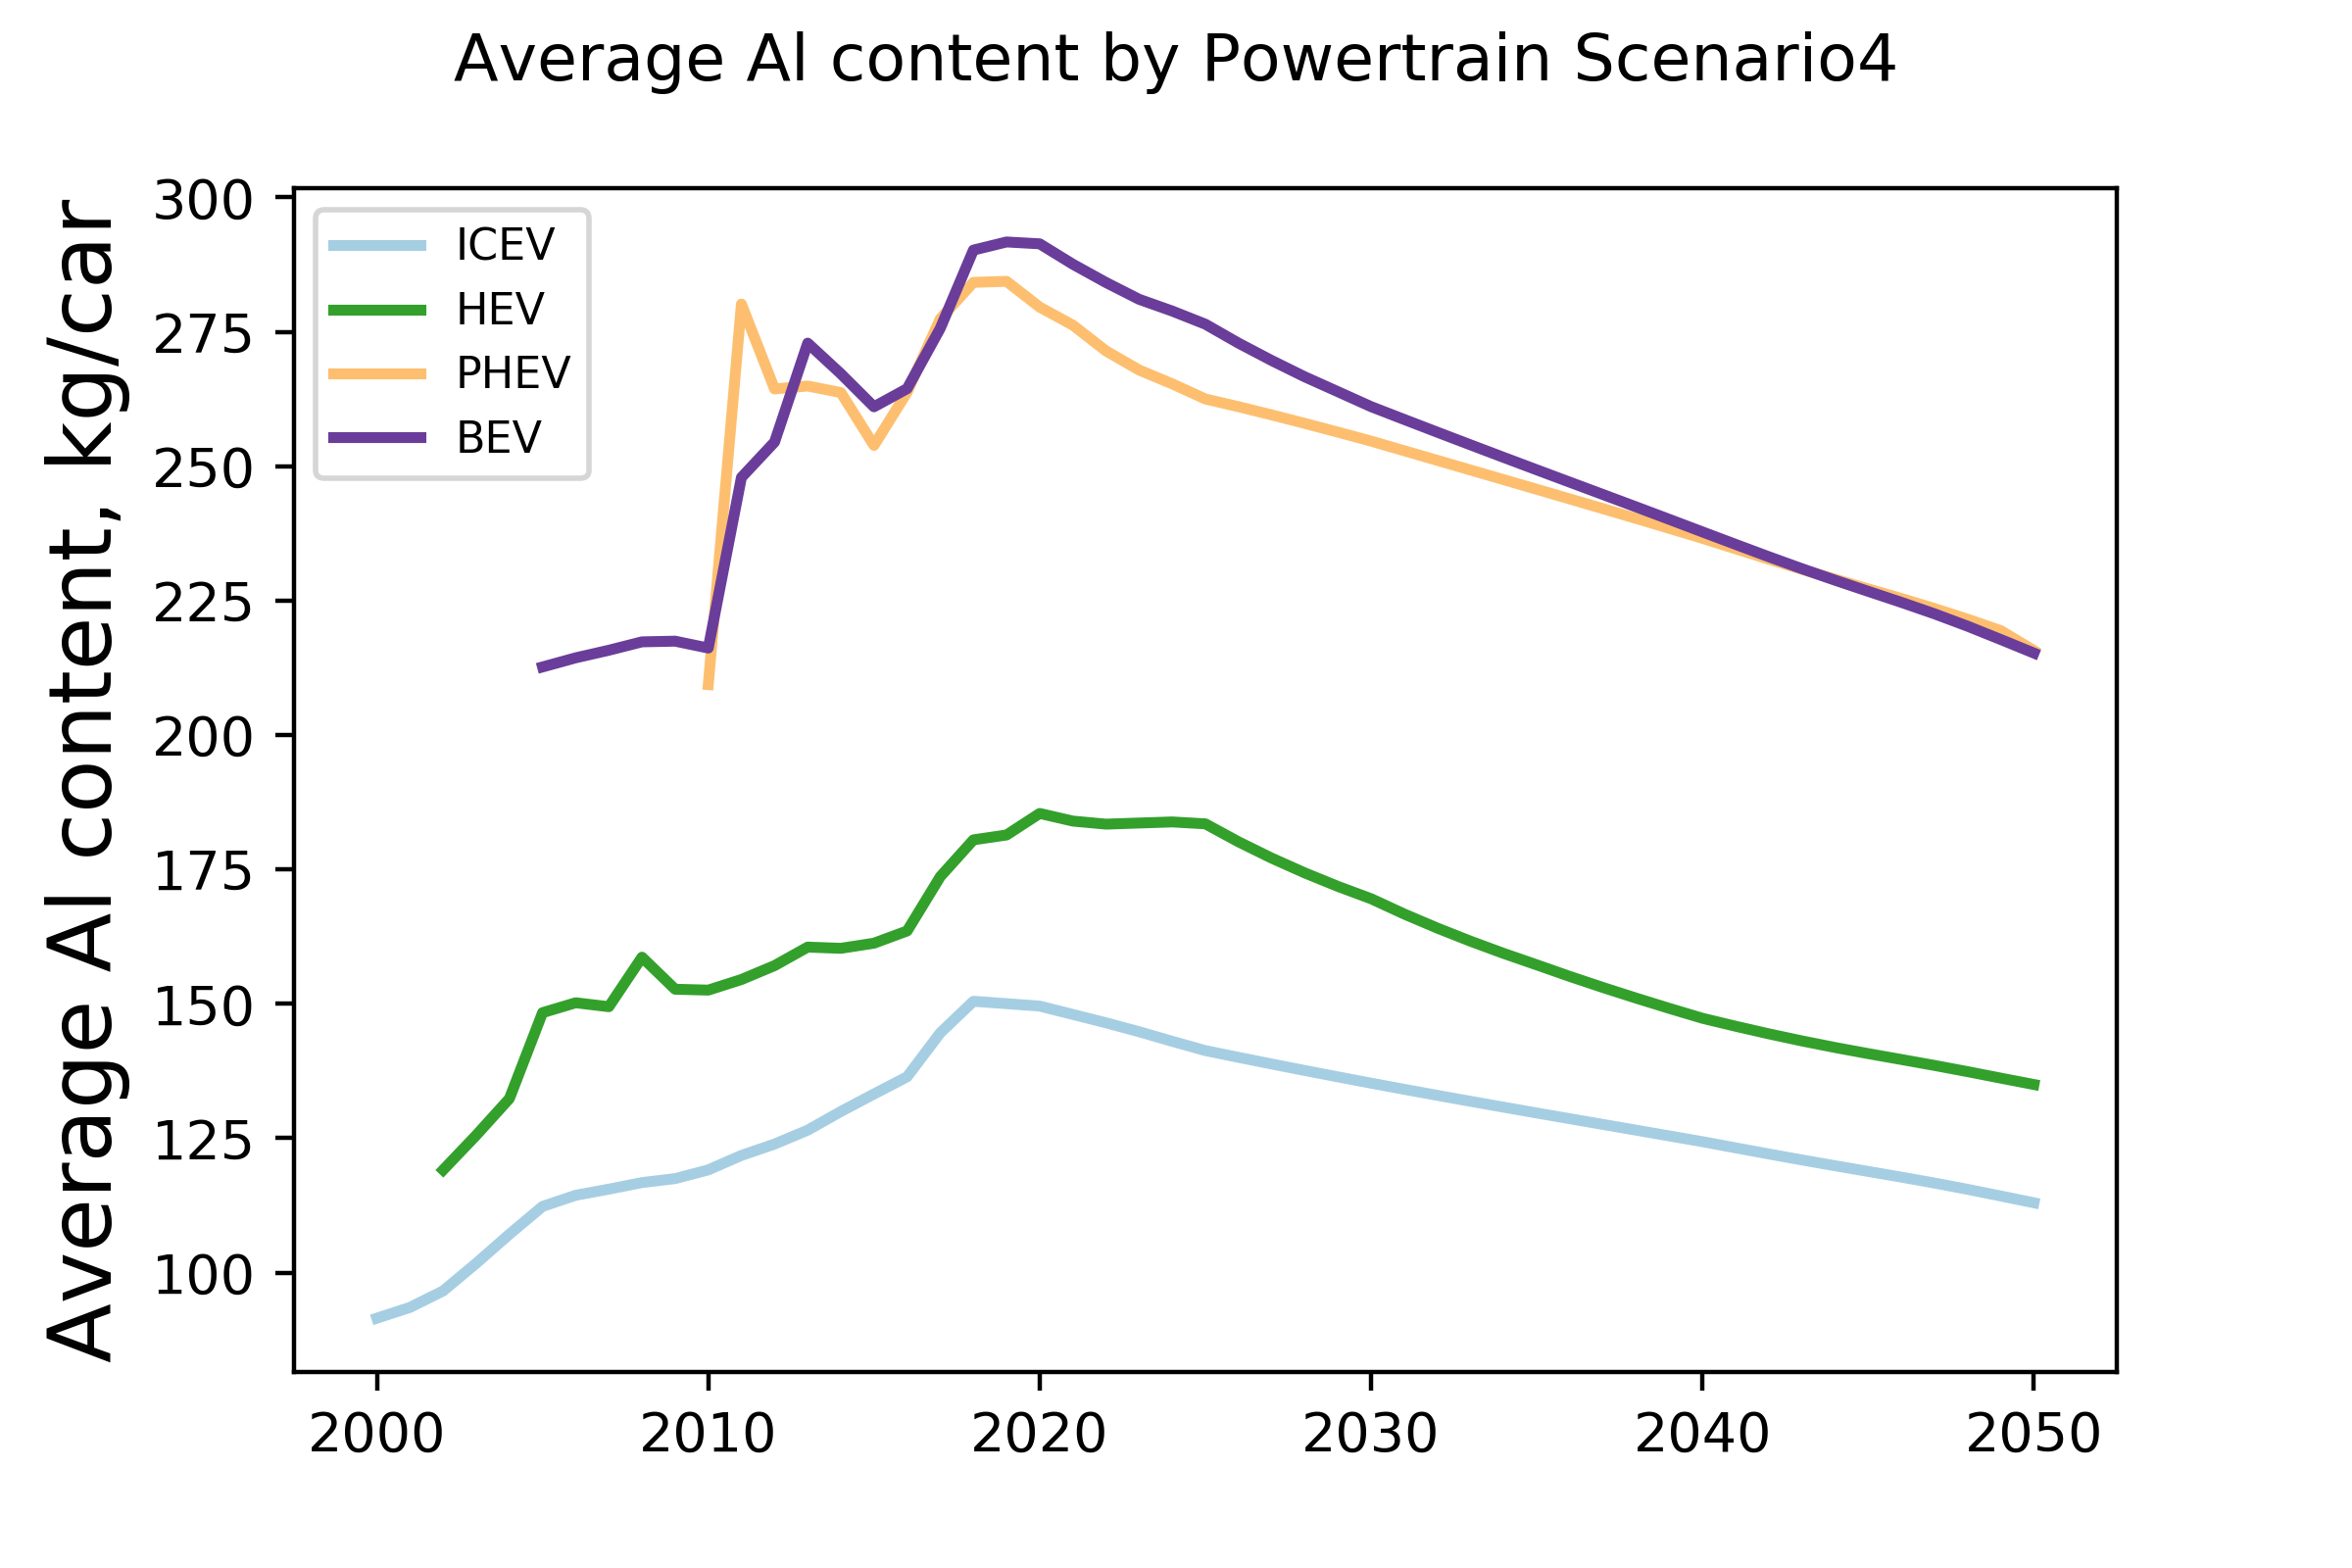 Average Al content by Powertrain Scenario4
Average Al content, kg/car
300
275
250
225
200
175
150
125
100
ICEV
HEV
PHEV
BEV
2000 2010 2020 2030 2040 2050